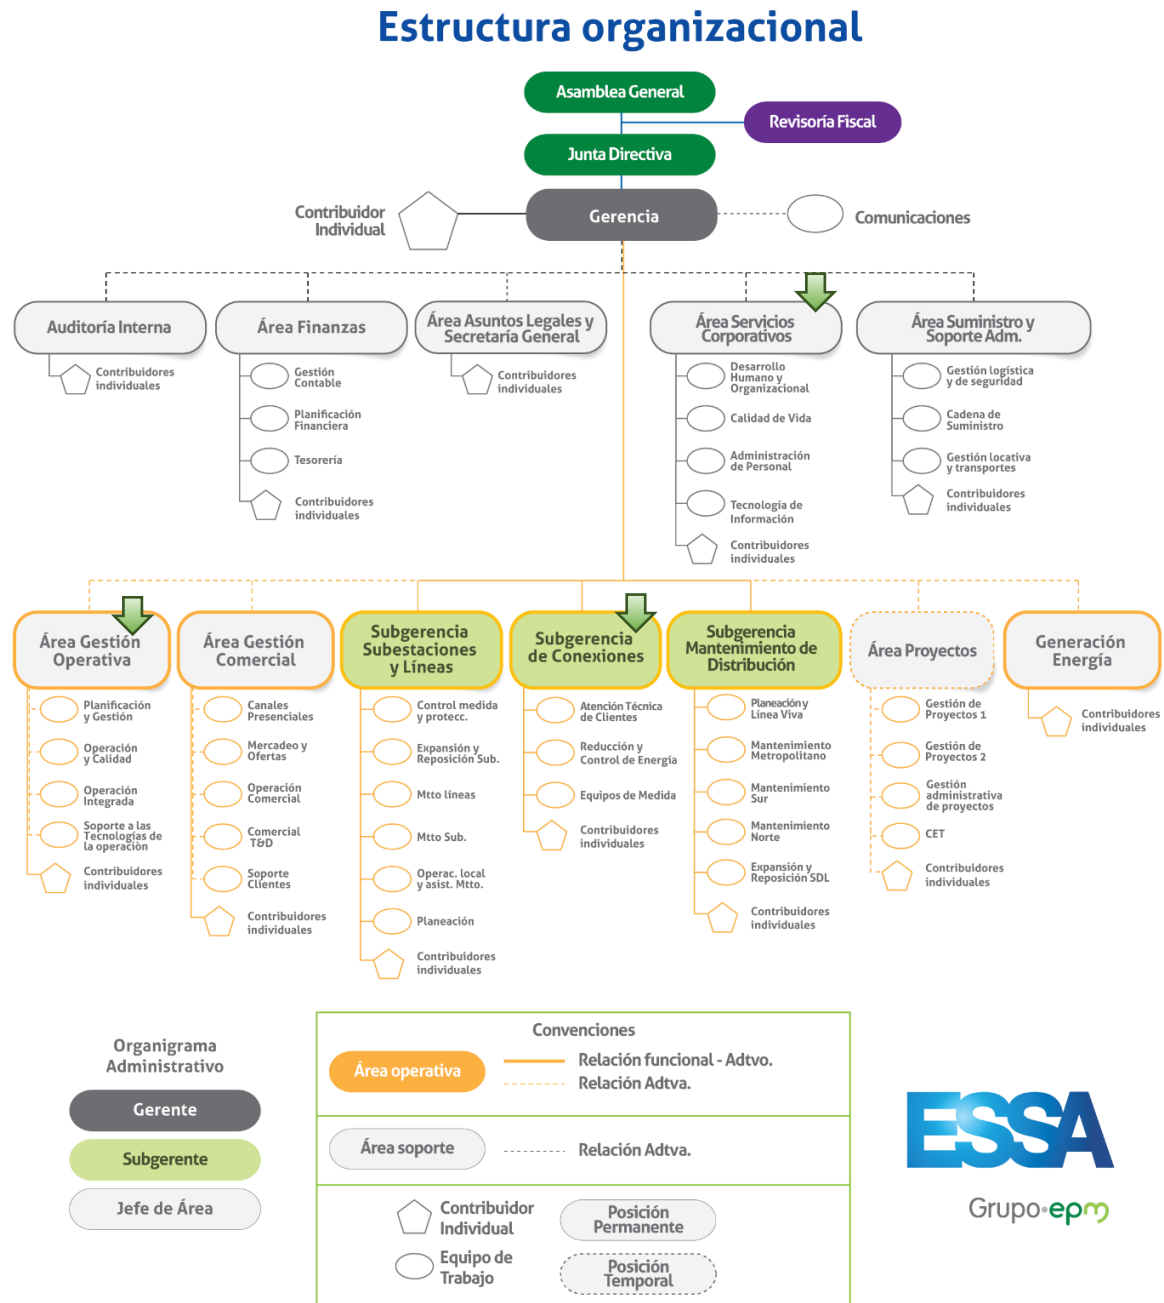 Estructura organizacional
Asamblea General
Revisoría Fiscal
Junta Directiva
Contribuidor
Individual
Gerencia
Comunicaciones
Auditoría Interna
Contribuidores
individuales
Área Finanzas
Gestión
Contable
Planificación
Financiera
Tesorería
Contribuidores
individuales
Área Asuntos Legales y
Secretaría General
Contribuidores
individuales
Área Servicios
Corporativos
Desarrollo
Humano y
Organizacional
Calidad de Vida
Administración
de Personal
Tecnología de
Información
Contribuidores
individuales
Área Suministro y
Soporte Adm.
Gestión logística
y de seguridad
Cadena de
Suministro
Gestión locativa
y transportes
Contribuidores
individuales
Área Gestión
Operativa
Planificación
y Gestión
Operación
y Calidad
Operación
Integrada
Soporte a las
Tecnologías de
la operaciòn
Contribuidores
individuales
Área Gestión
Comercial
Canales
Presenciales
Mercadeo y
Ofertas
Operación
Comercial
Comercial
T&D
Soporte
Clientes
Contribuidores
individuales
Subgerencia
Subestaciones
y Líneas
Control medida
y protecc.
Expansión y
Reposición Sub.
Mtto líneas
Mtto Sub.
Operac. local
y asist. Mtto.
Planeación
Contribuidores
individuales
Subgerencia
de Conexiones
Atención Técnica
de Clientes
Reducción y
Control de Energía
Equipos de Medida
Contribuidores
individuales
Subgerencia
Mantenimiento de
Distribución
Planeación y
Línea Viva
Mantenimiento
Metropolitano
Mantenimiento
Sur
Mantenimiento
Norte
Expansión y
Reposición SDL
Contribuidores
individuales
Área Proyectos
Gestión de
Proyectos 1
Gestión de
Proyectos 2
Gestión
administrativa
de proyectos
CET
Contribuidores
individuales
Generación
Energía
Contribuidores
individuales
Organigrama
Administrativo
Gerente
Subgerente
Jefe de Área
Convenciones
Área operativa
Relación funcional - Adtvo.
Relación Adtva.
Área soporte
Relación Adtva.
Contribuidor
Individual
Posición
Permanente
Equipo de
Trabajo
Posición
Temporal
ESSA
Grupo·epm